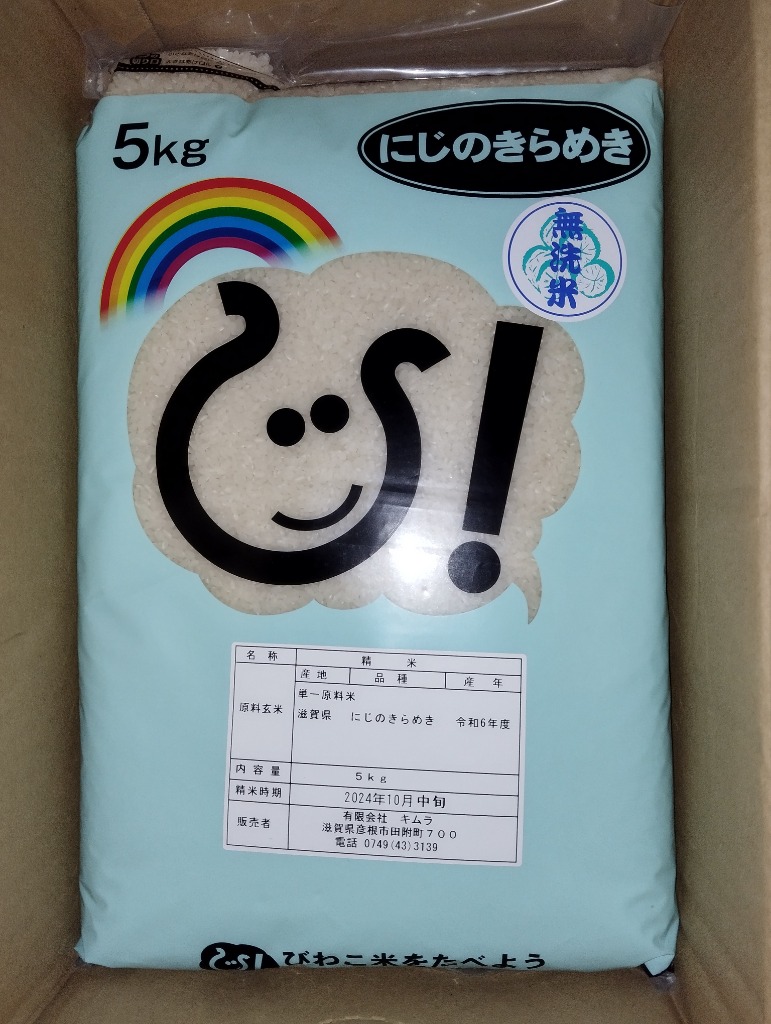 切り口
5kg
にじのきらめき
無洗米
び!
名 称 精 米
産 地 品 種 産 年
原料玄米
単一原料米
滋賀県 にじのきらめき 令和6年度
内 容 量 5kg
精米時期 2024年10月 中旬
販売者
有限会社 キムラ
滋賀県彦根市田附町700
電話 0749(43)3139
び!びわこ米をたべよう